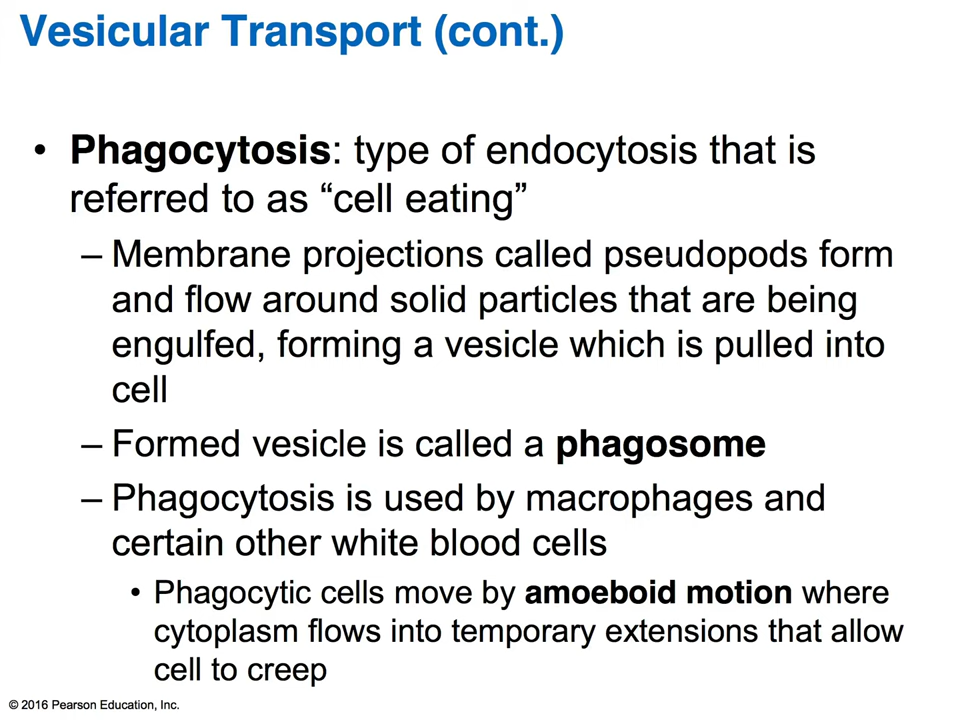 Vesicular Transport (cont.)
• Phagocytosis: type of endocytosis that is
referred to as “cell eating”
– Membrane projections called pseudopods form
and flow around solid particles that are being
engulfed, forming a vesicle which is pulled into
cell
– Formed vesicle is called a phagosome
– Phagocytosis is used by macrophages and
certain other white blood cells
• Phagocytic cells move by amoeboid motion where
cytoplasm flows into temporary extensions that allow
cell to creep
© 2016 Pearson Education, Inc.